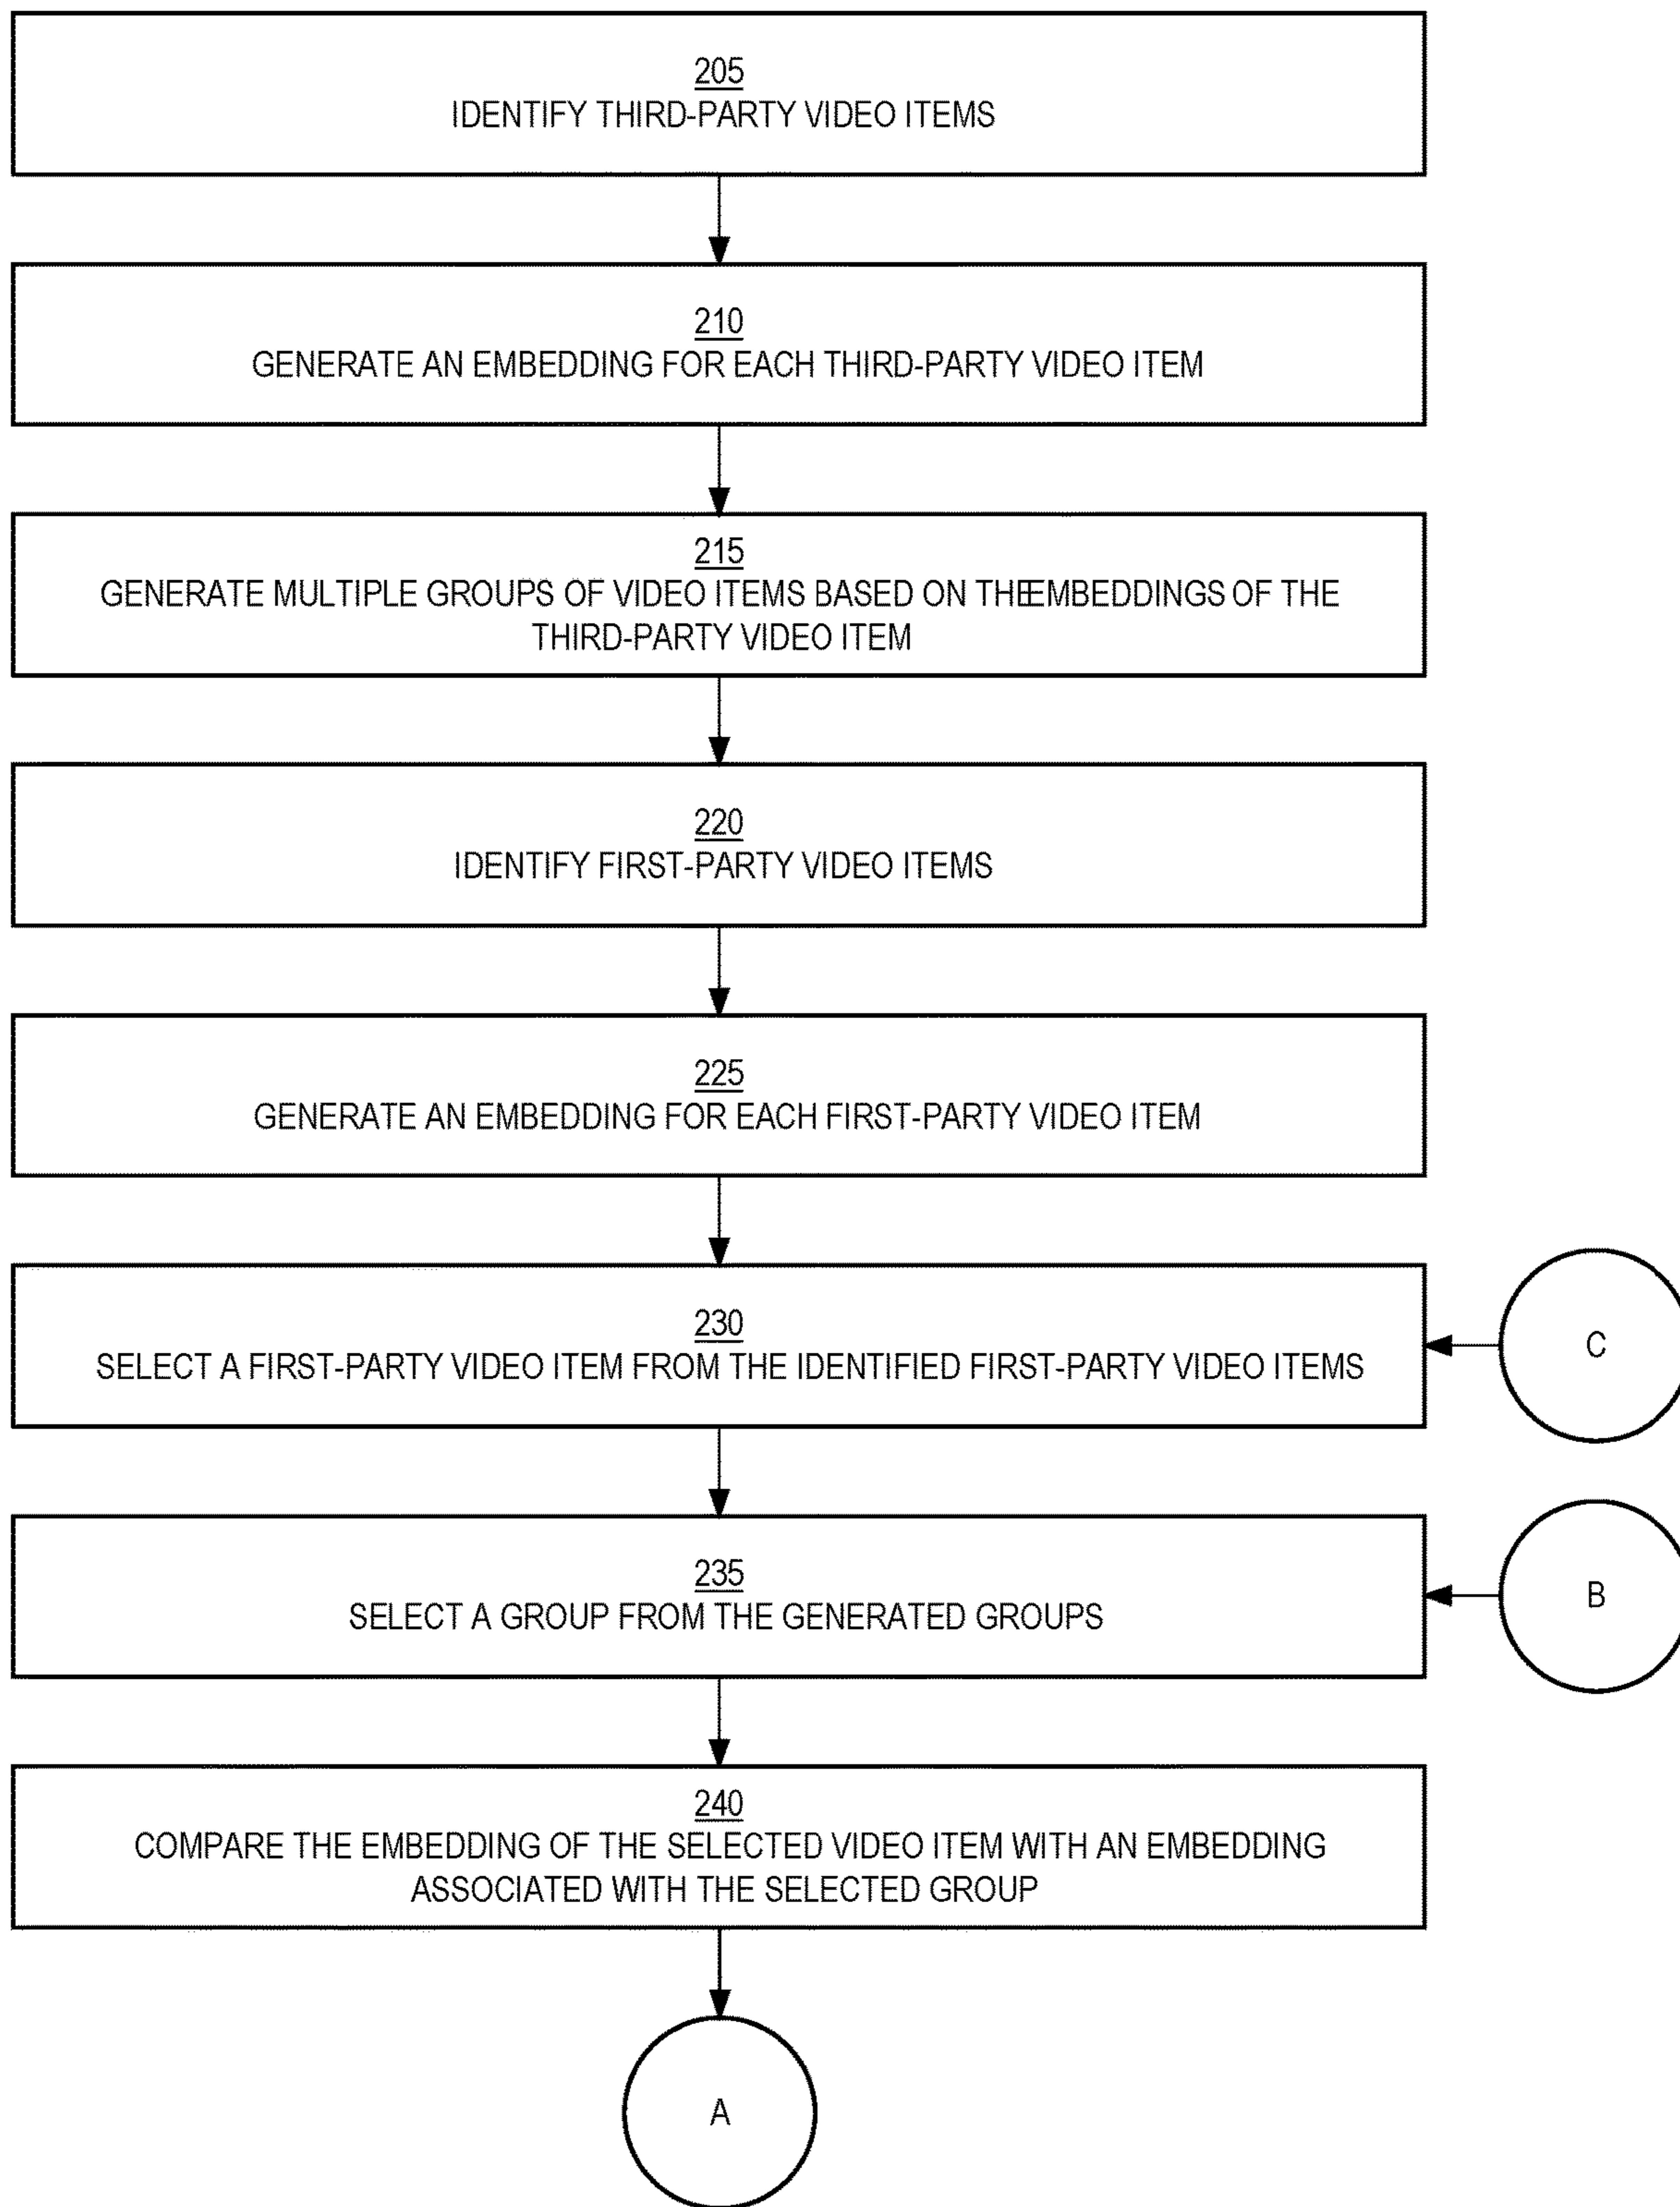 205
IDENTIFY THIRD-PARTY VIDEO ITEMS
210
GENERATE AN EMBEDDING FOR EACH THIRD-PARTY VIDEO ITEM
215
GENERATE MULTIPLE GROUPS OF VIDEO ITEMS BASED ON THE EMBEDDINGS OF THE
THIRD-PARTY VIDEO ITEM
220
IDENTIFY FIRST-PARTY VIDEO ITEMS
225
GENERATE AN EMBEDDING FOR EACH FIRST-PARTY VIDEO ITEM
230
SELECT A FIRST-PARTY VIDEO ITEM FROM THE IDENTIFIED FIRST-PARTY VIDEO ITEMS
C
235
SELECT A GROUP FROM THE GENERATED GROUPS
B
240
COMPARE THE EMBEDDING OF THE SELECTED VIDEO ITEM WITH AN EMBEDDING
ASSOCIATED WITH THE SELECTED GROUP
A